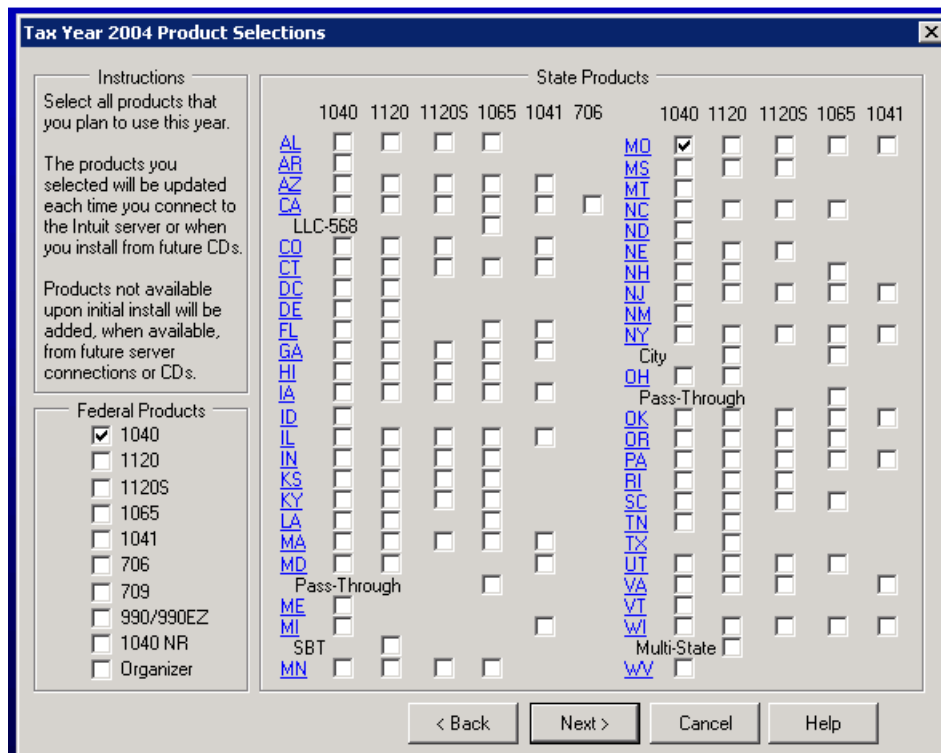 Tax Year 2004 Product Selections
Instructions
Select all products that
you plan to use this year.
The products you
selected will be updated
each time you connect to
the Intuit server or when
you install from future CDs.
Products not available
upon initial install will be
added, when available,
from future server
connections or CDs.
Federal Products
1040
1120
1120S
1065
1041
706
709
990/990EZ
1040 NR
Organizer
State Products
1040 1120 1120S 1065 1041 706
AL
AR
AZ
CA
LLC-568
CO
CT
DC
DE
FL
GA
HI
IA
ID
IL
IN
KS
KY
LA
MA
MD
Pass-Through
ME
MI
SBT
MN
1040 1120 1120S 1065 1041
MO
MS
MT
NC
ND
NE
NH
NJ
NM
NY
City
OH
Pass-Through
OK
OR
PA
RI
SC
TN
TX
UT
VA
VT
WI
Multi-State
WV
< Back Next > Cancel Help